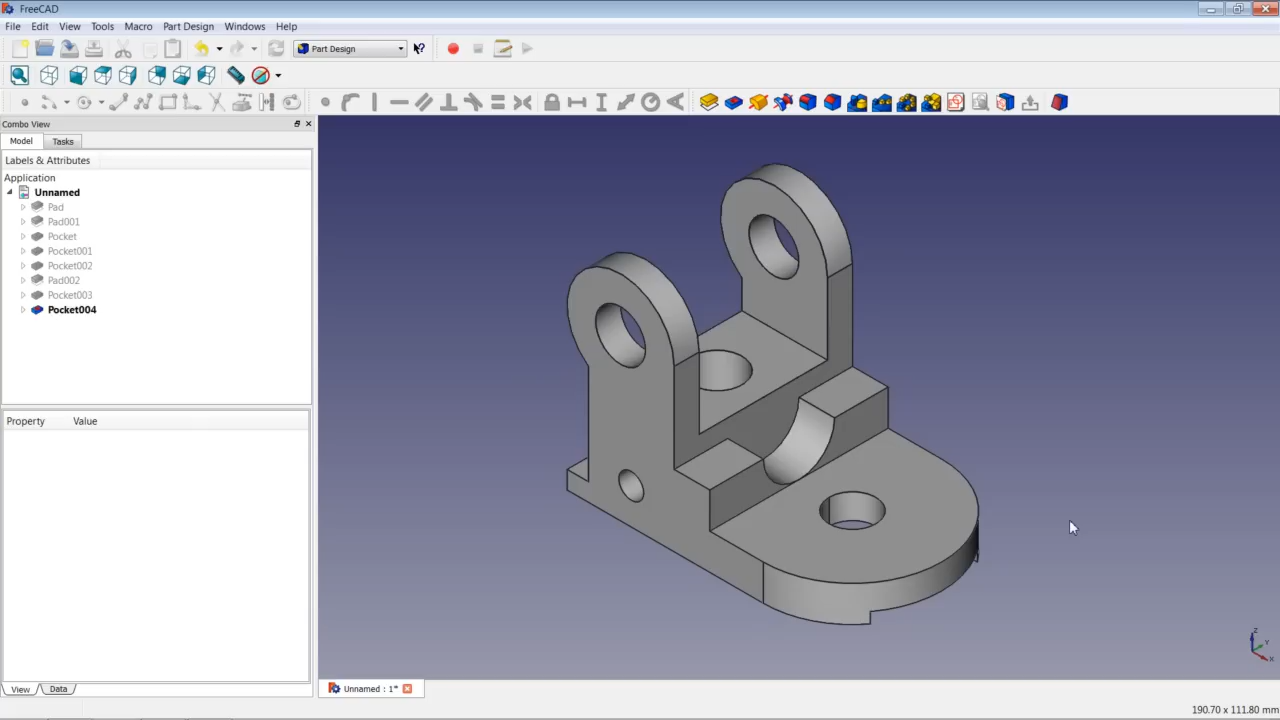 FreeCAD
File Edit View Tools Macro Part Design Windows Help
Part Design
Combo View
Model Tasks
Labels & Attributes
Application
Unnamed
Pad
Pad001
Pocket
Pocket001
Pocket002
Pad002
Pocket003
Pocket004
Property Value
Z
Y
X
View Data
Unnamed : 1*
190.70 x 111.80 mm